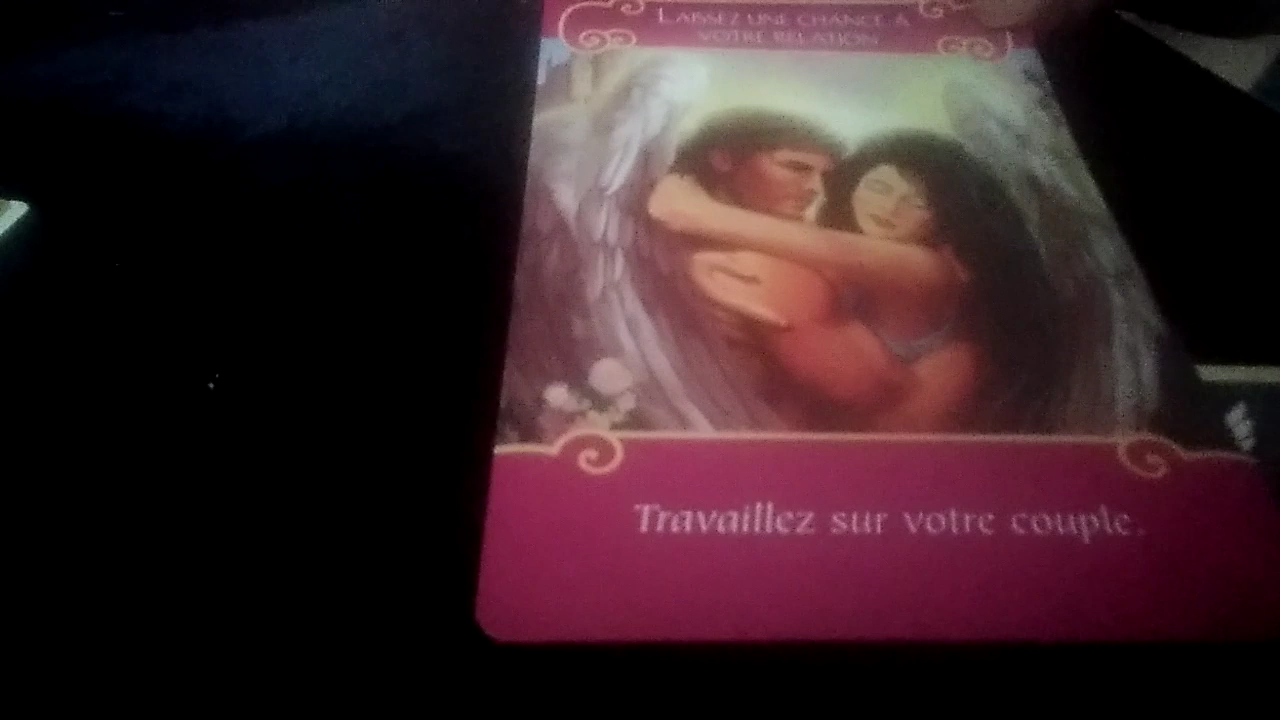 LAISSEZ UNE CHANCE À
VOTRE RELATION
Travaillez sur votre couple.